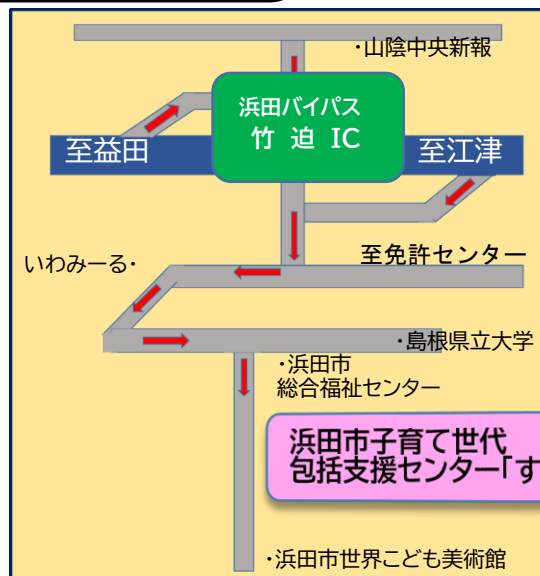 ・山陰中央新報
浜田バイパス
竹 迫 IC
至益田
至江津
至免許センター
いわみーる・
・島根県立大学
・浜田市
総合福祉センター
浜田市子育て世代
包括支援センター「す
・浜田市世界こども美術館